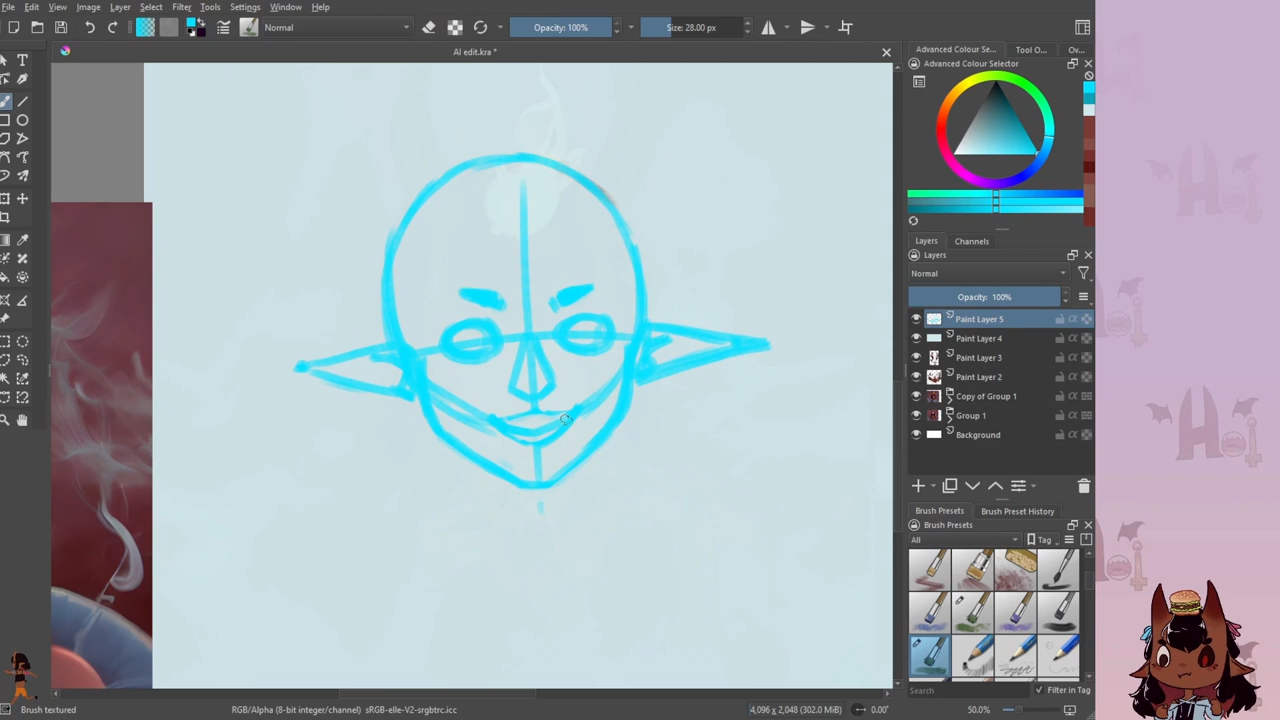 File Edit View Image Layer Select Filter Tools Settings Window Help
Normal Opacity: 100% Size: 28.00 px
AI edit.kra *
Advanced Colour Se... Tool O... Ov...
Advanced Colour Selector
Layers Channels
Layers
Normal
Opacity: 100%
Paint Layer 5
Paint Layer 4
Paint Layer 3
Paint Layer 2
Copy of Group 1
Group 1
Background
Brush Presets Brush Preset History
Brush Presets
All Tag
Search Filter in Tag
Brush textured RGB/Alpha (8-bit integer/channel) sRGB-elle-V2-srgbtrc.icc 4,096 x 2,048 (302.0 MiB) 0.00° 50.0%